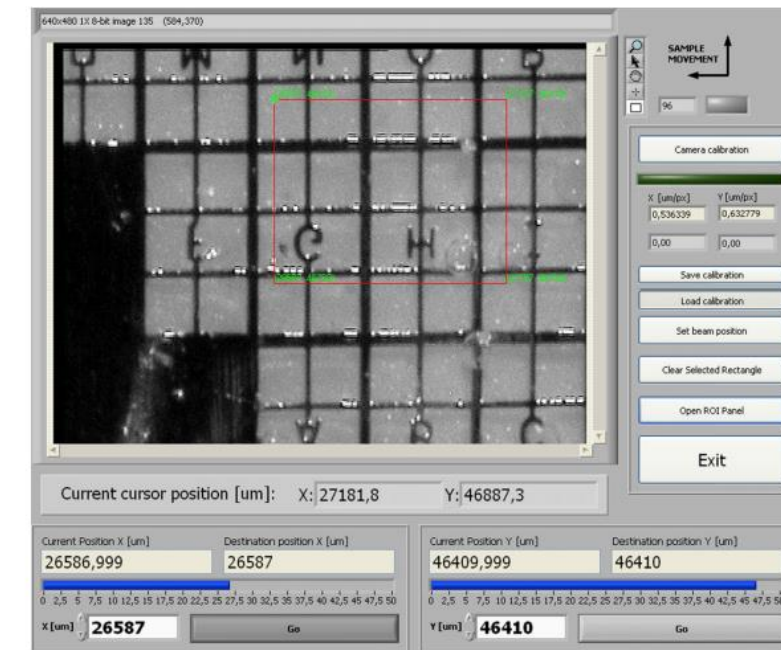 640x480 1X 8-bit image 135 (584,370)
SAMPLE
MOVEMENT
96
Camera calibration
X [um/px] Y [um/px]
0,536339 0,632779
0,00 0,00
Save calibration
Load calibration
Set beam position
Clear Selected Rectangle
Open ROI Panel
Exit
E G H I
Current cursor position [um]: X: 27181,8 Y: 46887,3
Current Position X [um] Destination position X [um]
26586,999 26587
0 2,5 5 7,5 10 12,5 15 17,5 20 22,5 25 27,5 30 32,5 35 37,5 40 42,5 45 47,5 50
X [um] 26587 Go
Current Position Y [um] Destination position Y [um]
46409,999 46410
0 2,5 5 7,5 10 12,5 15 17,5 20 22,5 25 27,5 30 32,5 35 37,5 40 42,5 45 47,5 50
Y [um] 46410 Go